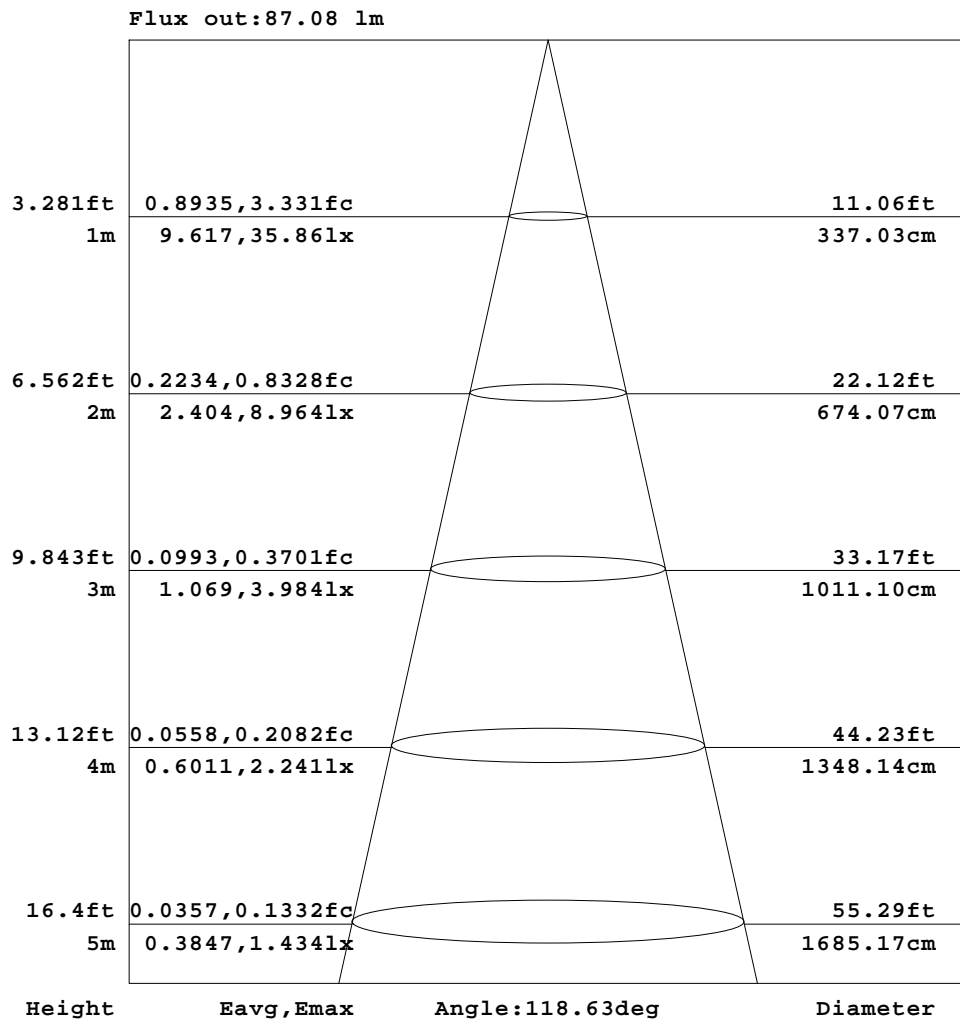 Flux out:87.08 lm
3.281ft 0.8935,3.331fc 11.06ft
1m 9.617,35.86lx 337.03cm
6.562ft 0.2234,0.8328fc 22.12ft
2m 2.404,8.964lx 674.07cm
9.843ft 0.0993,0.3701fc 33.17ft
3m 1.069,3.984lx 1011.10cm
13.12ft 0.0558,0.2082fc 44.23ft
4m 0.6011,2.241lx 1348.14cm
16.4ft 0.0357,0.1332fc 55.29ft
5m 0.3847,1.434lx 1685.17cm
Height Eavg,Emax Angle:118.63deg Diameter